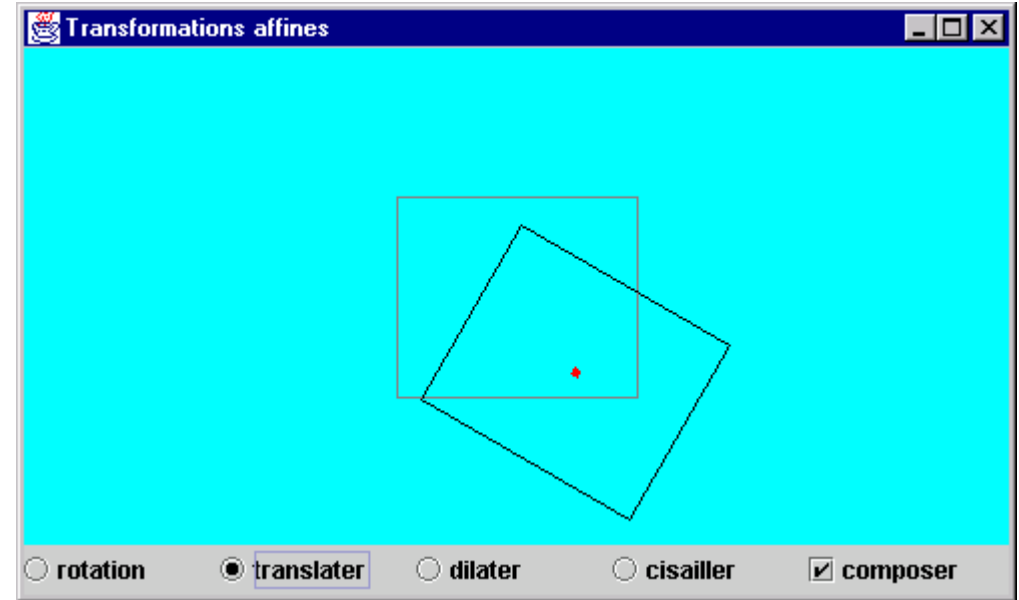 Transformations affines
rotation translater dilater cisailler composer